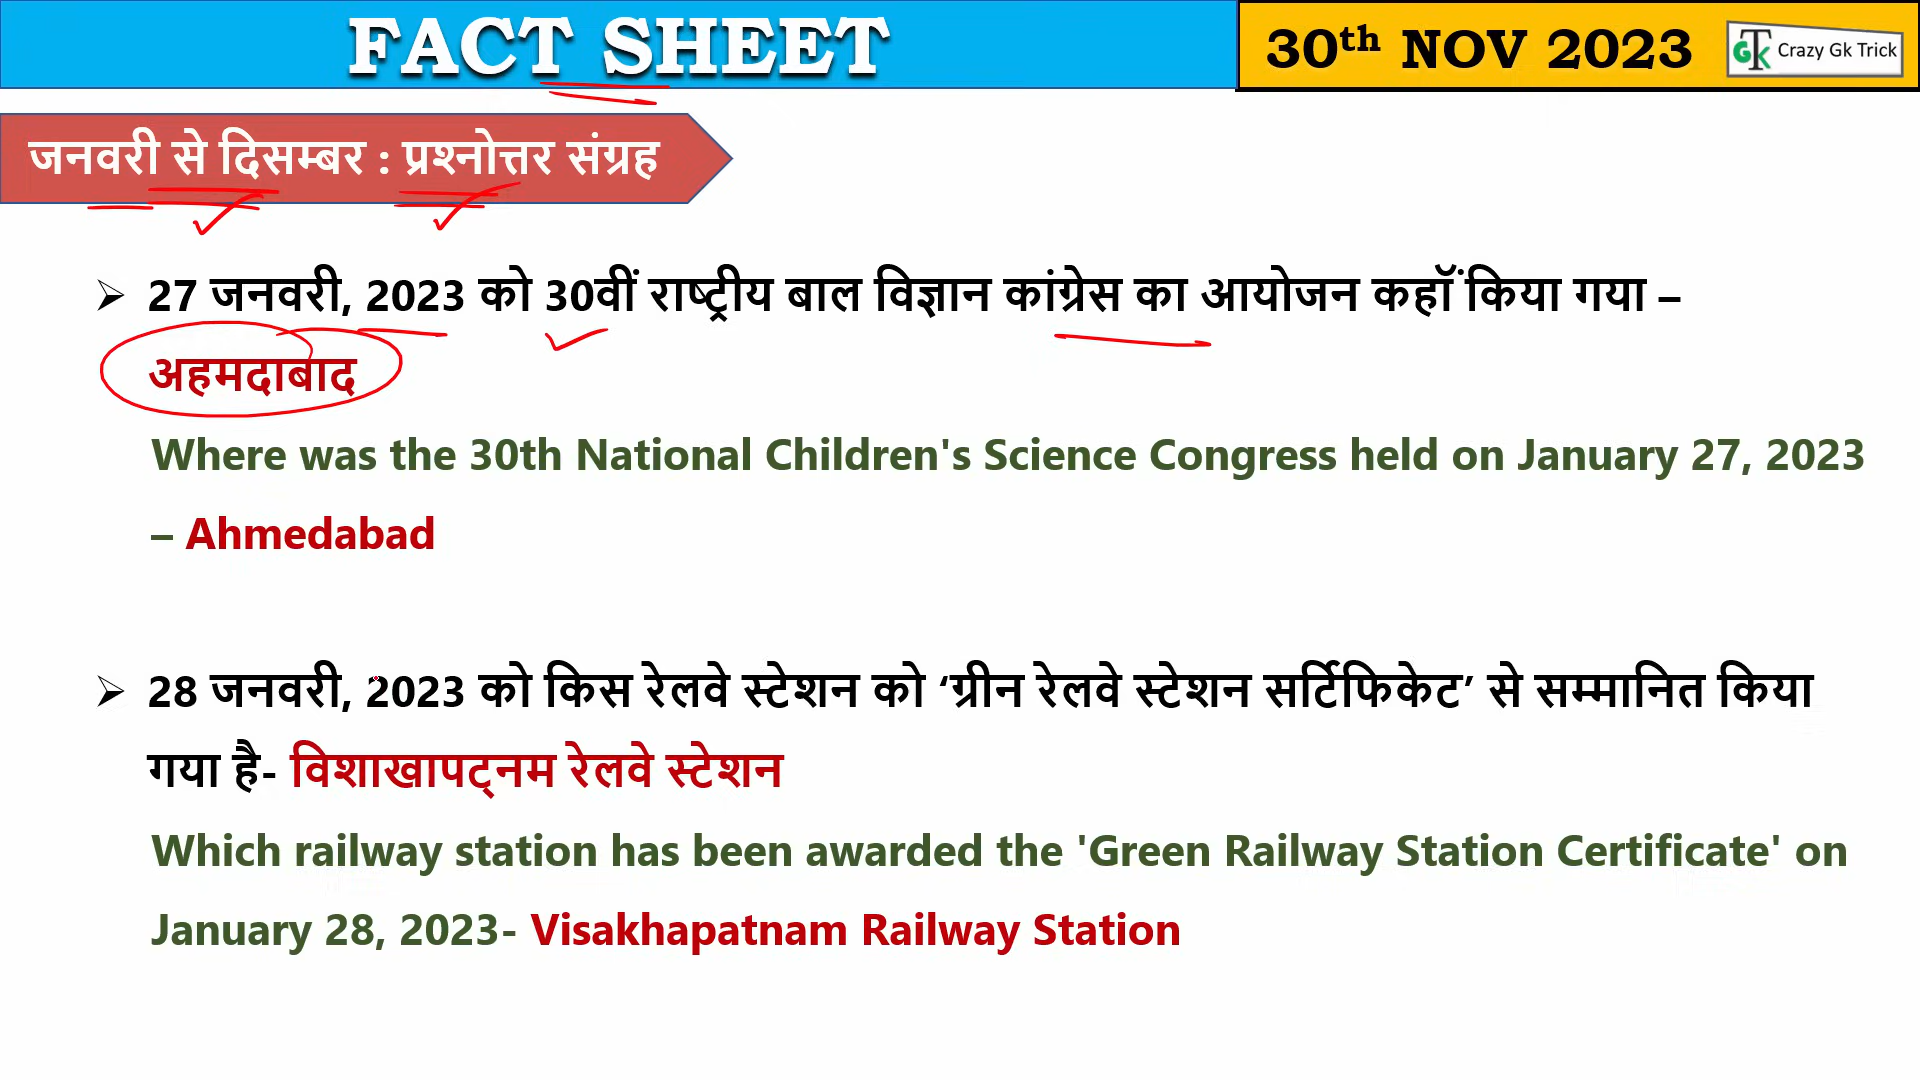 FACT SHEET
30th NOV 2023
GTK Crazy Gk Trick
जनवरी से दिसम्बर : प्रश्नोत्तर संग्रह
➢ 27 जनवरी, 2023 को 30वीं राष्ट्रीय बाल विज्ञान कांग्रेस का आयोजन कहॉं किया गया –
अहमदाबाद
Where was the 30th National Children's Science Congress held on January 27, 2023
– Ahmedabad
➢ 28 जनवरी, 2023 को किस रेलवे स्टेशन को ‘ग्रीन रेलवे स्टेशन सर्टिफिकेट’ से सम्मानित किया
गया है- विशाखापट्नम रेलवे स्टेशन
Which railway station has been awarded the 'Green Railway Station Certificate' on
January 28, 2023- Visakhapatnam Railway Station